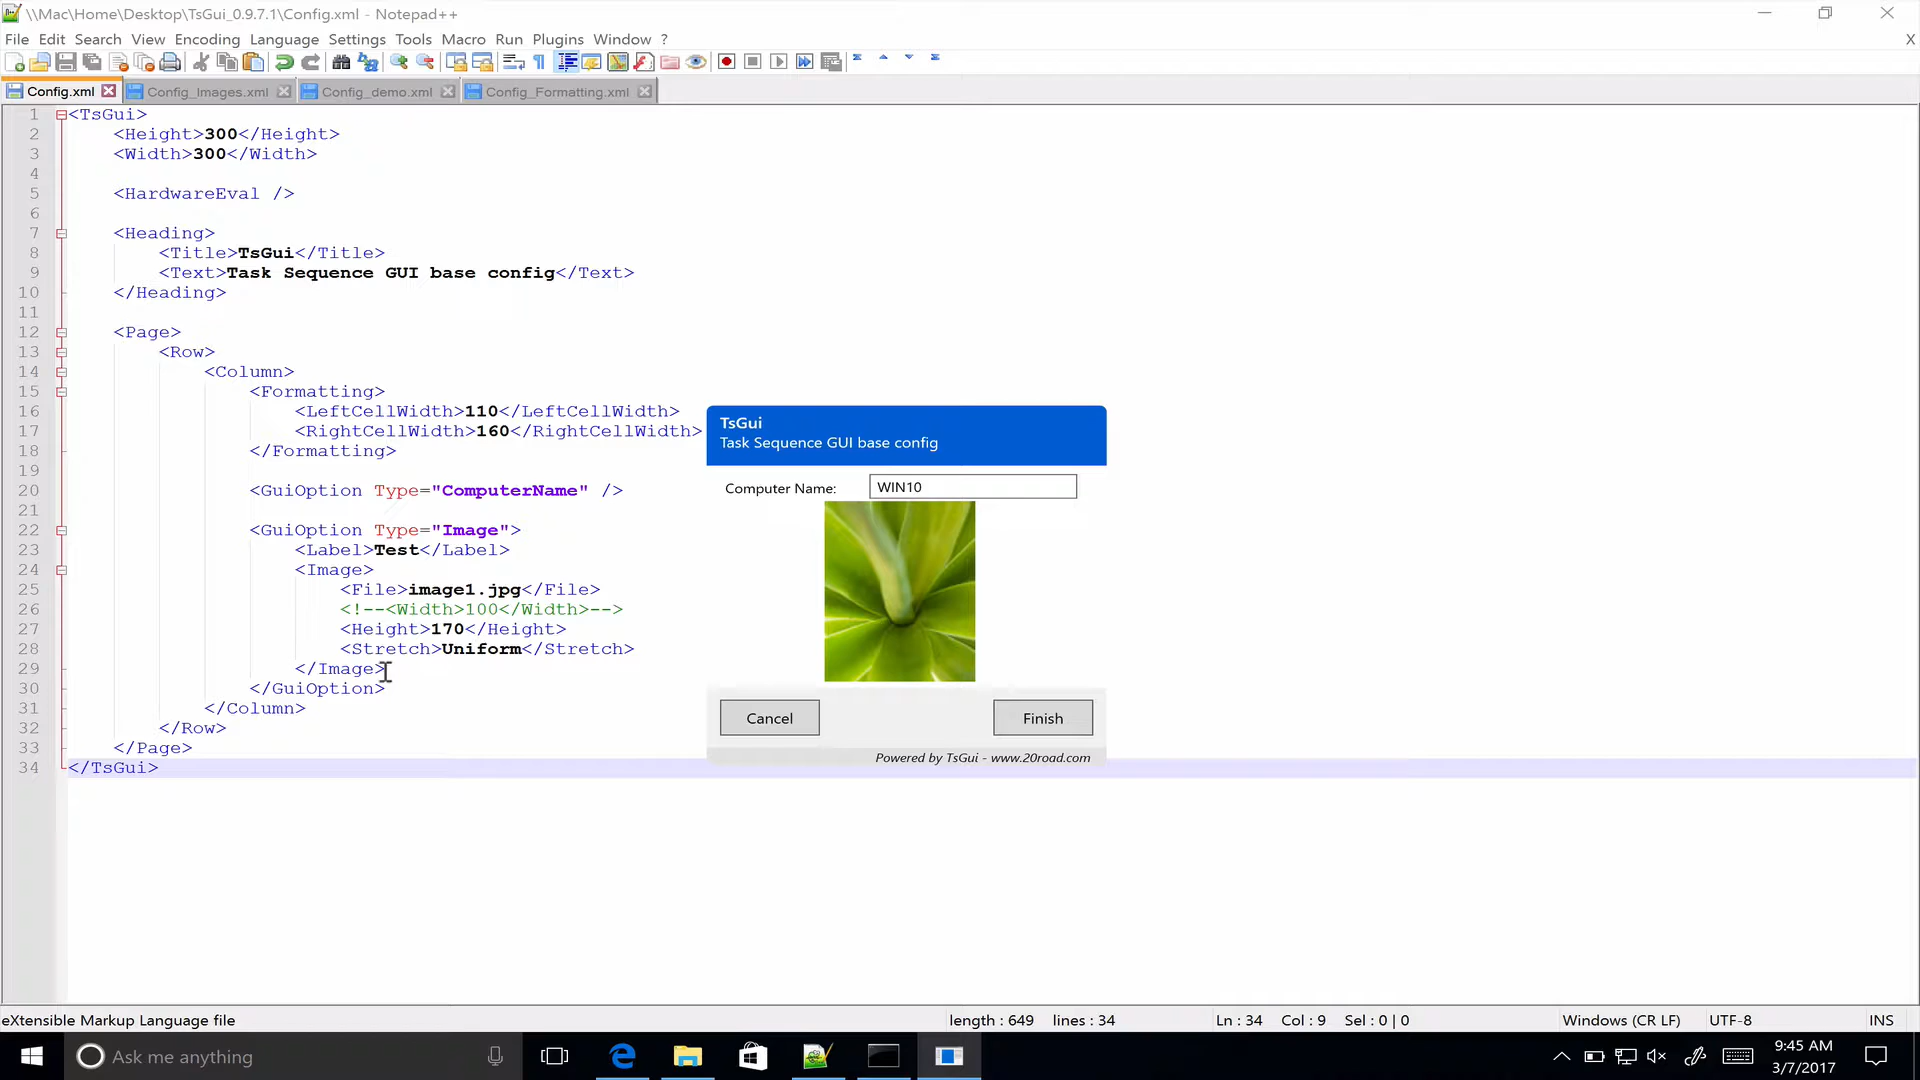 \\Mac\Home\Desktop\TsGui_0.9.7.1\Config.xml - Notepad++
File Edit Search View Encoding Language Settings Tools Macro Run Plugins Window ?
X
Config.xml Config_Images.xml Config_demo.xml Config_Formatting.xml
1 <TsGui>
2 <Height>300</Height>
3 <Width>300</Width>
4
5 <HardwareEval />
6
7 <Heading>
8 <Title>TsGui</Title>
9 <Text>Task Sequence GUI base config</Text>
10 </Heading>
11
12 <Page>
13 <Row>
14 <Column>
15 <Formatting>
16 <LeftCellWidth>110</LeftCellWidth>
17 <RightCellWidth>160</RightCellWidth>
18 </Formatting>
19
20 <GuiOption Type="ComputerName" />
21
22 <GuiOption Type="Image">
23 <Label>Test</Label>
24 <Image>
25 <File>image1.jpg</File>
26 <!--<Width>100</Width>-->
27 <Height>170</Height>
28 <Stretch>Uniform</Stretch>
29 </Image>
30 </GuiOption>
31 </Column>
32 </Row>
33 </Page>
34 </TsGui>
TsGui
Task Sequence GUI base config
Computer Name: WIN10
Cancel Finish
Powered by TsGui - www.20road.com
eXtensible Markup Language file length : 649 lines : 34 Ln : 34 Col : 9 Sel : 0 | 0 Windows (CR LF) UTF-8 INS
Ask me anything
9:45 AM
3/7/2017